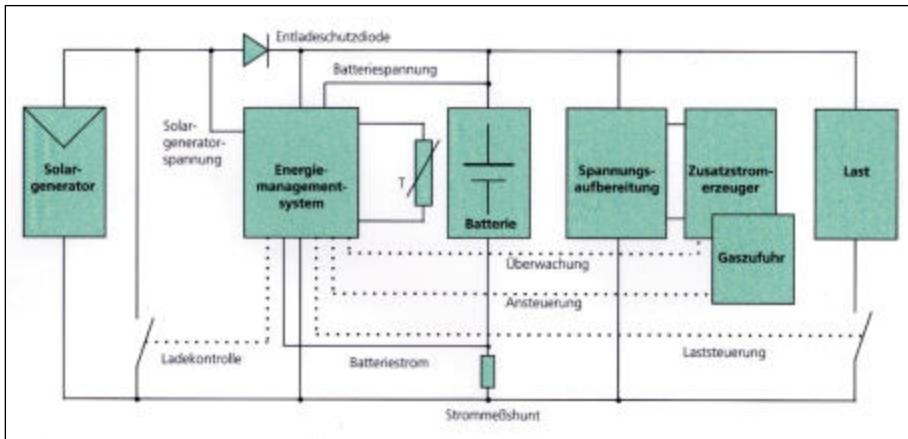 Entladeschutzdiode
Batteriespannung
Solar-
generator-
spannung
Solar-
generator
Energie-
management-
system
T
Batterie
Spannungs-
aufbereitung
Zusatzstrom-
erzeuger
Last
Gaszufuhr
Überwachung
Ansteuerung
Ladekontrolle
Batteriestrom
Laststeuerung
Strommeßshunt